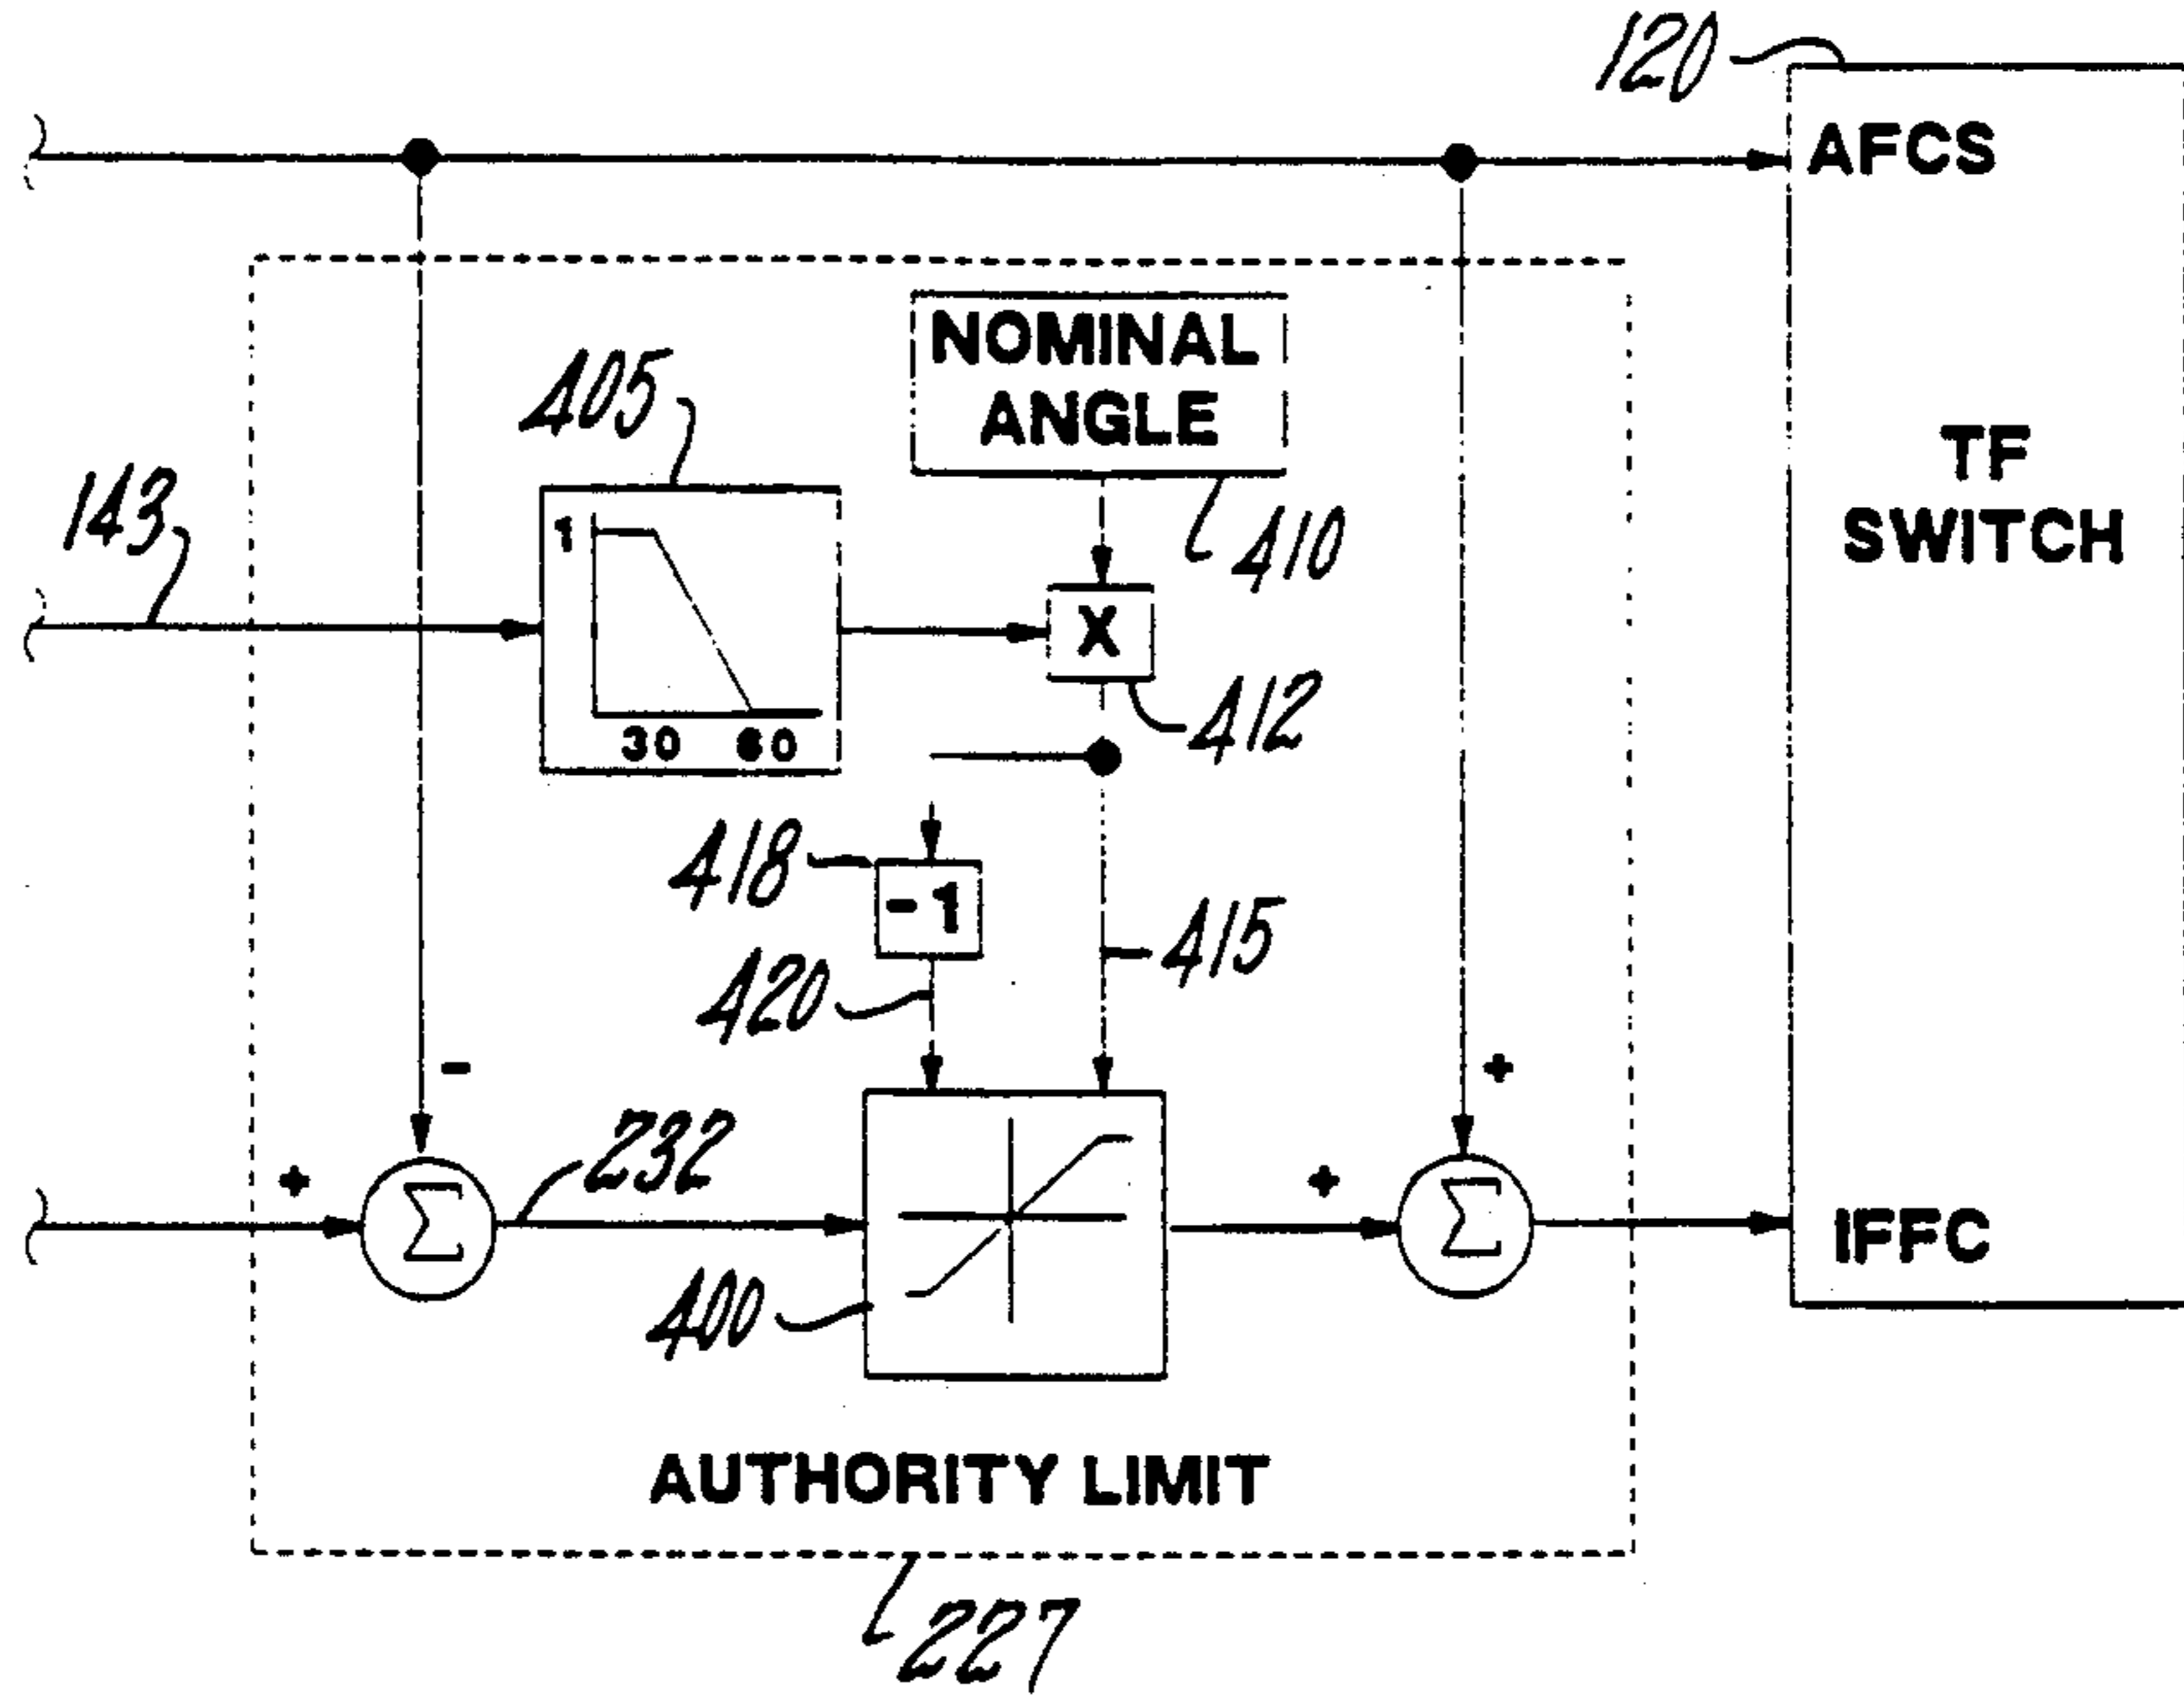 120
AFCS
NOMINAL
ANGLE
405
TF
SWITCH
143
410
1
X
412
30 60
418
-1
415
420
-
+
232
+
+
Σ
Σ
IFFC
400
AUTHORITY LIMIT
227